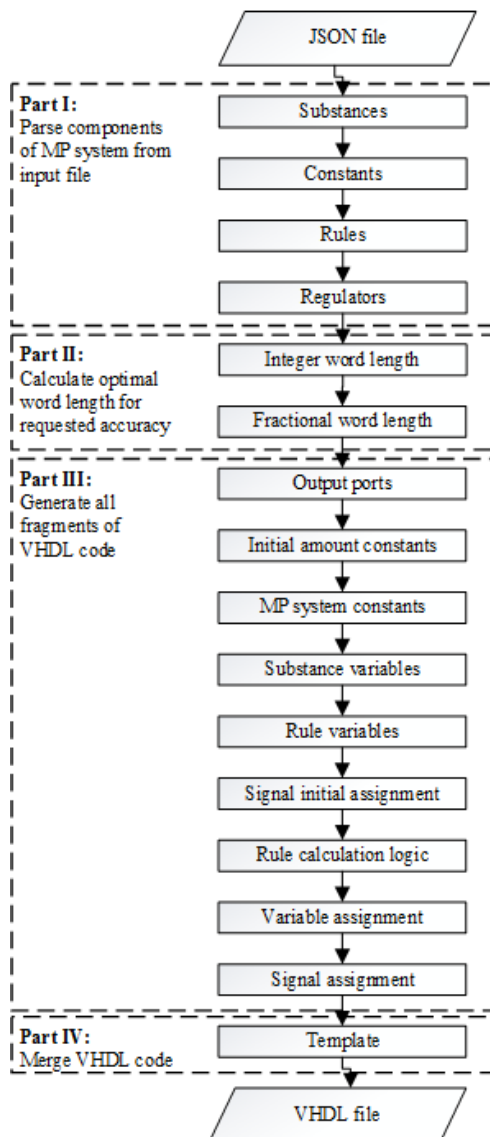 JSON file
Part I:
Parse components
of MP system from
input file
Substances
Constants
Rules
Regulators
Part II:
Calculate optimal
word length for
requested accuracy
Integer word length
Fractional word length
Part III:
Generate all
fragments of
VHDL code
Output ports
Initial amount constants
MP system constants
Substance variables
Rule variables
Signal initial assignment
Rule calculation logic
Variable assignment
Signal assignment
Part IV:
Merge VHDL code
Template
VHDL file